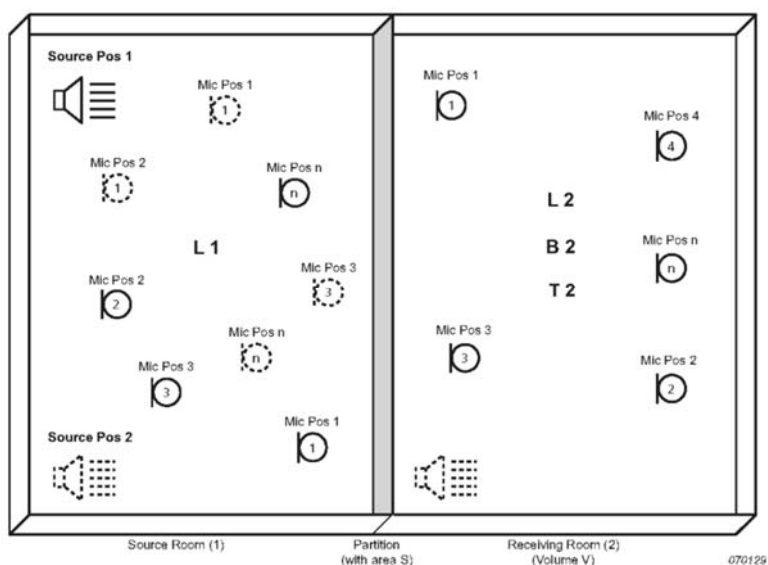 Source Pos 1
Mic Pos 1
1
Mic Pos 2
1
Mic Pos n
n
L 1
Mic Pos 3
3
Mic Pos 2
2
Mic Pos n
n
Mic Pos 3
3
Mic Pos 1
1
Source Pos 2
Mic Pos 1
1
Mic Pos 4
4
L 2
B 2
T 2
Mic Pos n
n
Mic Pos 3
3
Mic Pos 2
2
Source Room (1)
Partition
(with area S)
Receiving Room (2)
(Volume V)
070129